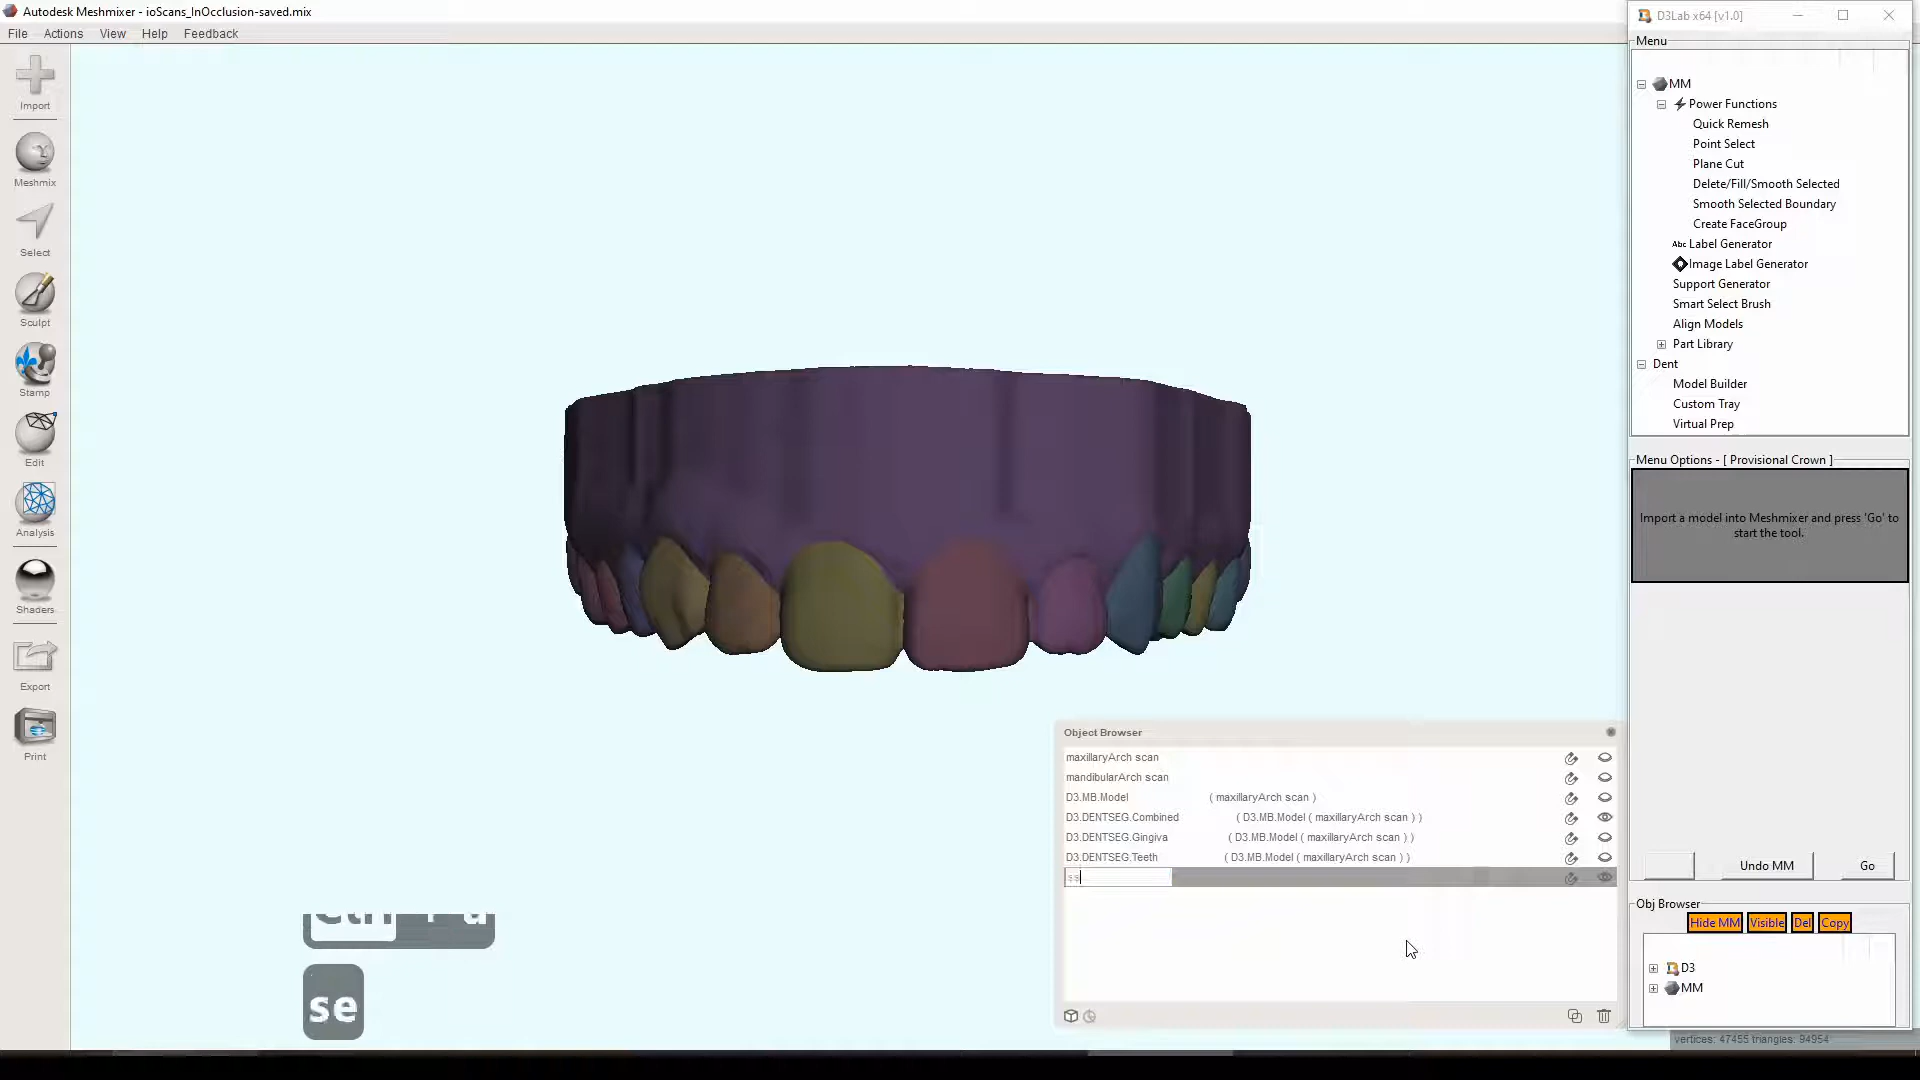 Autodesk Meshmixer - ioScans_InOcclusion-saved.mix
File Actions View Help Feedback
Import
Meshmix
Select
Sculpt
Stamp
Edit
Analysis
Shaders
Export
Print
D3Lab x64 [v1.0]
Menu
MM
Power Functions
Quick Remesh
Point Select
Plane Cut
Delete/Fill/Smooth Selected
Smooth Selected Boundary
Create FaceGroup
Abc Label Generator
Image Label Generator
Support Generator
Smart Select Brush
Align Models
Part Library
Dent
Model Builder
Custom Tray
Virtual Prep
Menu Options - [ Provisional Crown ]
Import a model into Meshmixer and press 'Go' to
start the tool.
Undo MM Go
Obj Browser
Hide MM Visible Del Copy
D3
MM
vertices: 47455 triangles: 94954
Object Browser
maxillaryArch scan
mandibularArch scan
D3.MB.Model ( maxillaryArch scan )
D3.DENTSEG.Combined ( D3.MB.Model ( maxillaryArch scan ) )
D3.DENTSEG.Gingiva ( D3.MB.Model ( maxillaryArch scan ) )
D3.DENTSEG.Teeth ( D3.MB.Model ( maxillaryArch scan ) )
se